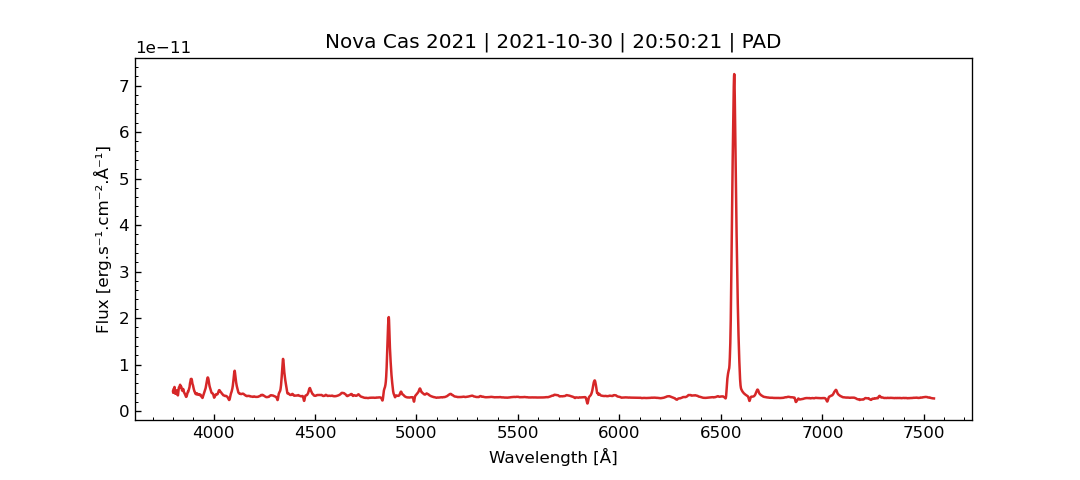 Nova Cas 2021 | 2021-10-30 | 20:50:21 | PAD
1e−11
7
6
5
4
3
2
1
0
Flux [erg.s⁻¹.cm⁻².Å⁻¹]
4000 4500 5000 5500 6000 6500 7000 7500
Wavelength [Å]